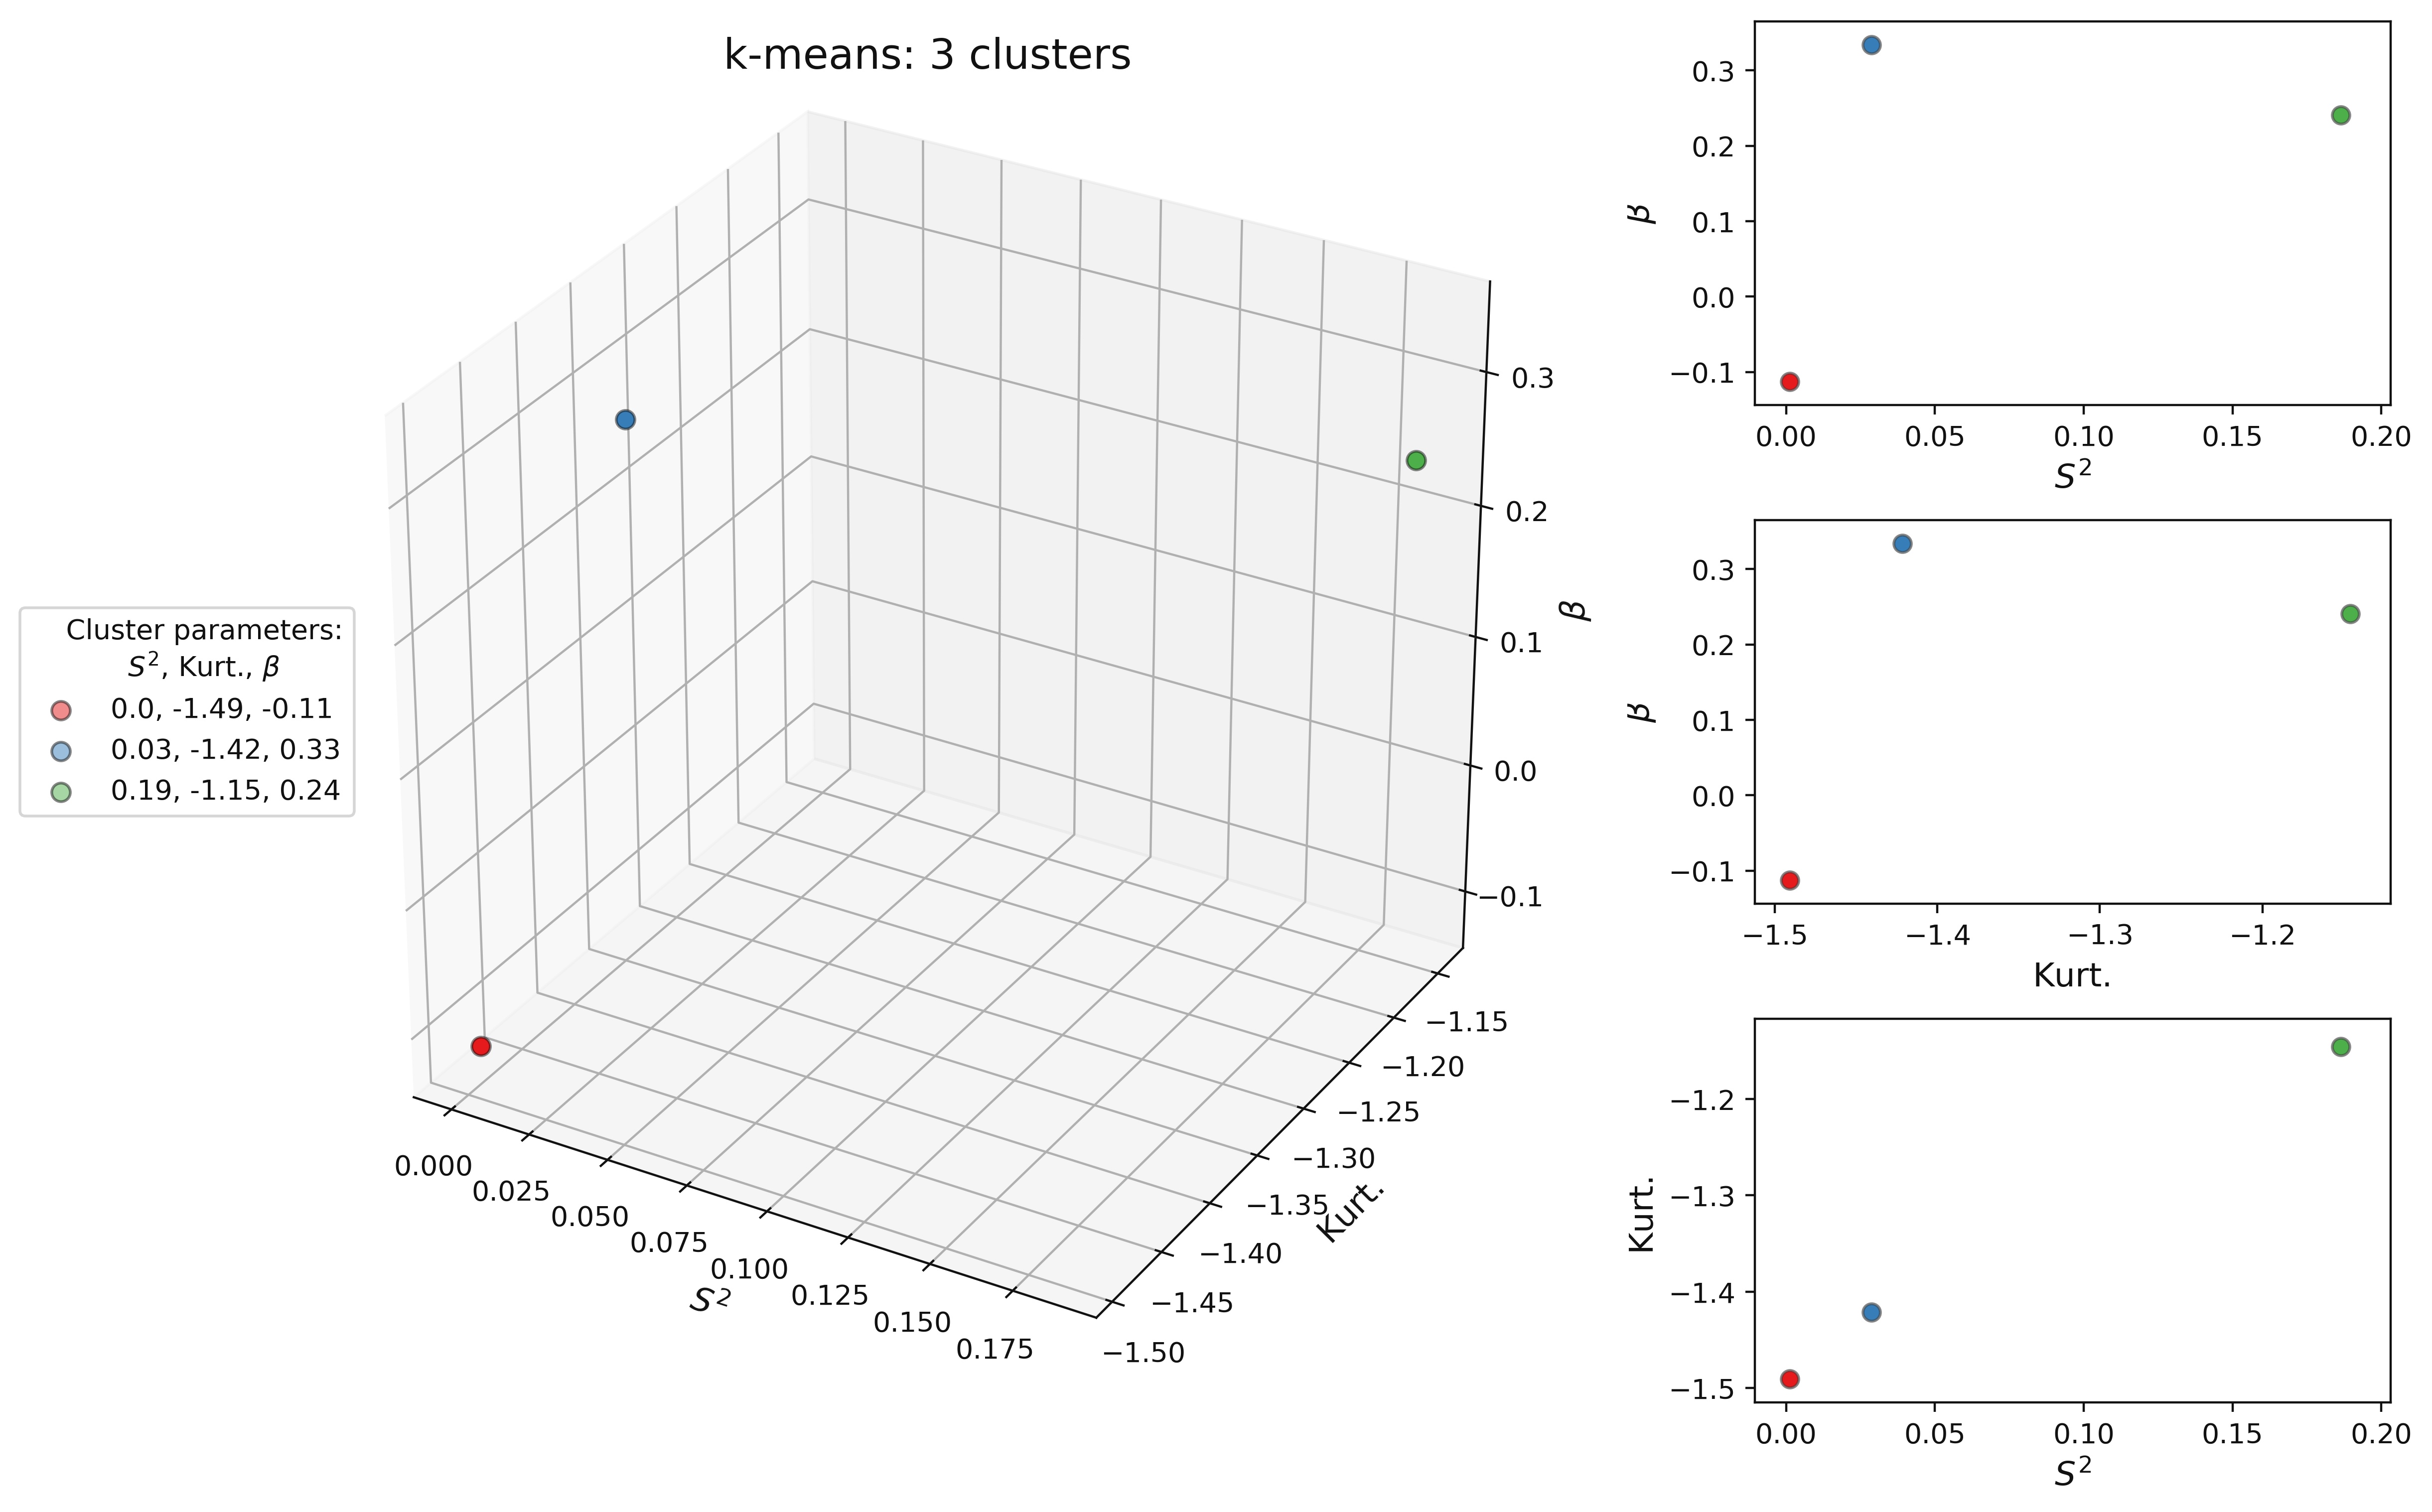 k-means: 3 clusters
Cluster parameters:
S², Kurt., β
0.0, -1.49, -0.11
0.03, -1.42, 0.33
0.19, -1.15, 0.24
0.3
0.2
0.1
0.0
−0.1
β
0.000
0.025
0.050
0.075
0.100
0.125
0.150
0.175
S²
−1.15
−1.20
−1.25
−1.30
−1.35
−1.40
−1.45
−1.50
Kurt.
0.3
0.2
0.1
0.0
−0.1
β
0.00 0.05 0.10 0.15 0.20
S²
0.3
0.2
0.1
0.0
−0.1
β
−1.5 −1.4 −1.3 −1.2
Kurt.
−1.2
−1.3
−1.4
−1.5
Kurt.
0.00 0.05 0.10 0.15 0.20
S²